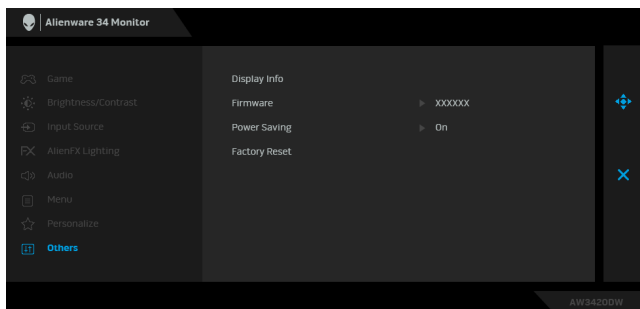 Alienware 34 Monitor
Game
Brightness/Contrast
Input Source
AlienFX Lighting
Audio
Menu
Personalize
Others
Display Info
Firmware XXXXXX
Power Saving On
Factory Reset
AW3420DW